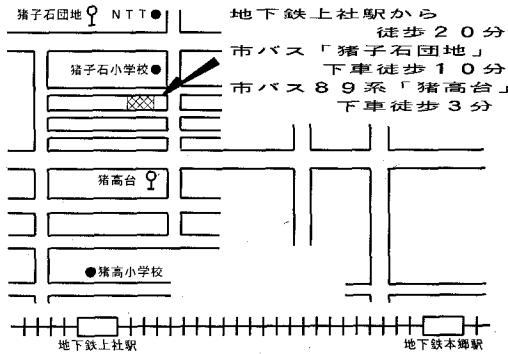 猪子石団地
NTT
地下鉄上社駅から
徒歩20分
市バス「猪子石団地」
下車徒歩10分
市バス89系「猪高台」
下車徒歩3分
猪子石小学校
猪高台
猪高小学校
地下鉄上社駅
地下鉄本郷駅